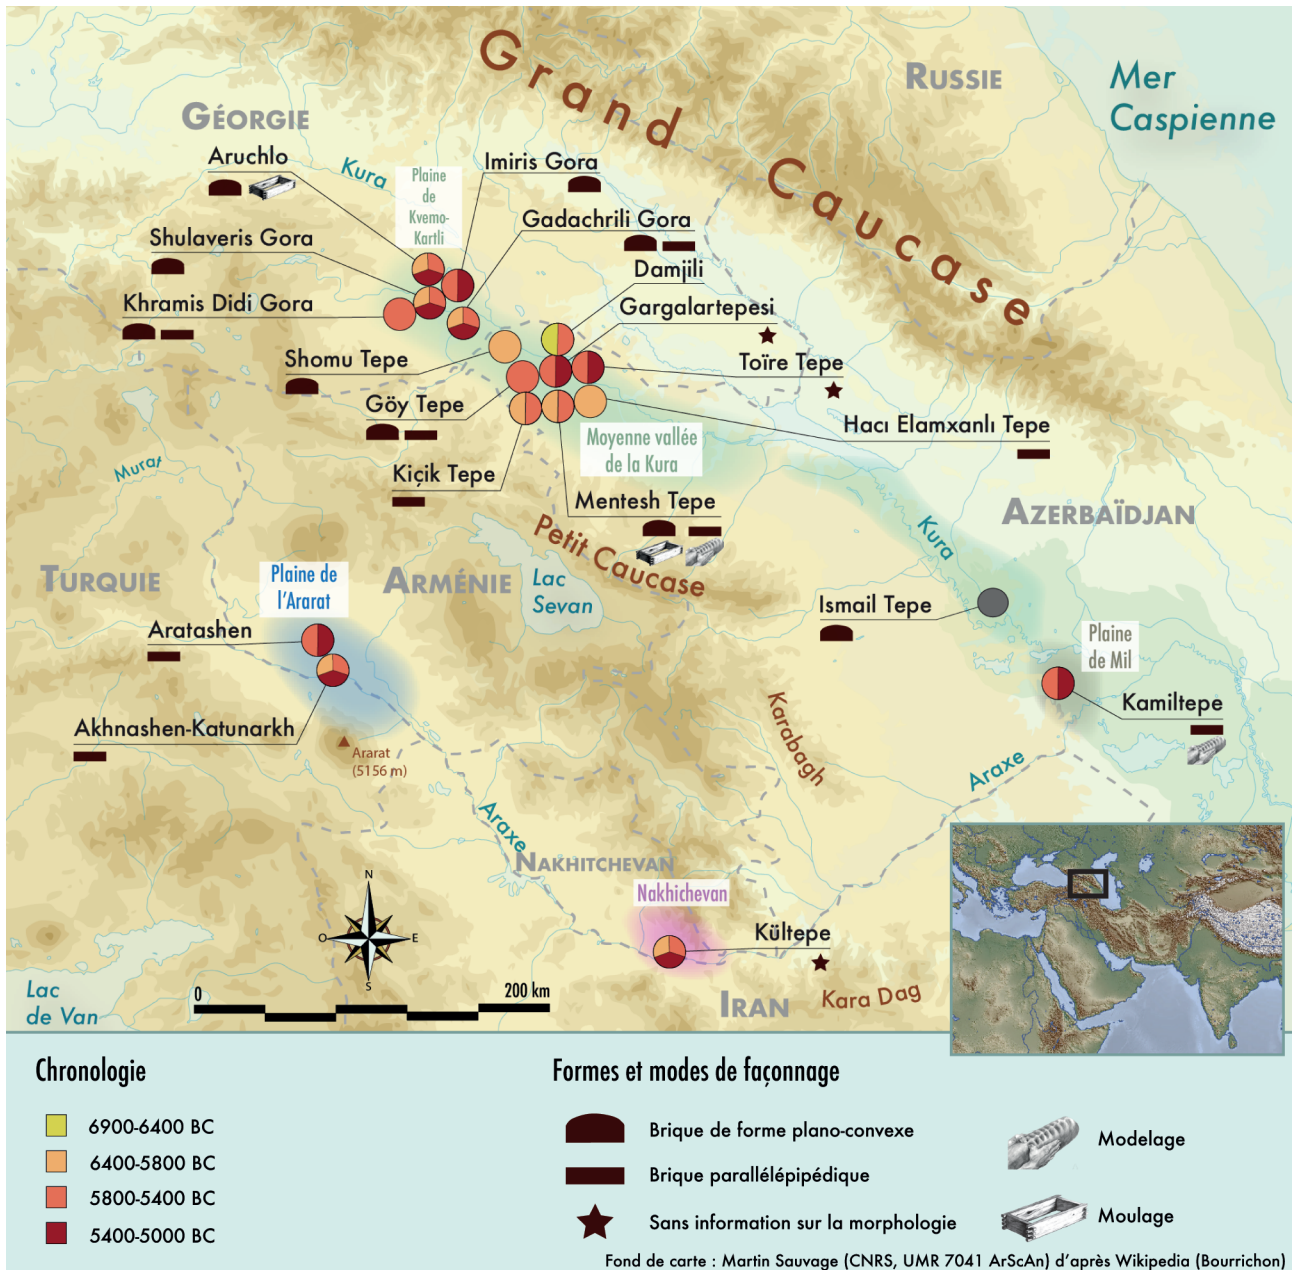 Grand Caucase
RUSSIE
Mer
Caspienne
GÉORGIE
Aruchlo
Kura
Plaine
de
Kvemo-
Kartli
Imiris Gora
Gadachrili Gora
Shulaveris Gora
Damjili
Khramis Didi Gora
Gargalartepesi
Shomu Tepe
Toïre Tepe
Göy Tepe
Hacı Elamxanlı Tepe
Moyenne vallée
de la Kura
Kiçik Tepe
Murat
Mentesh Tepe
AZERBAÏDJAN
Kura
Petit Caucase
TURQUIE
Plaine de
l'Ararat
ARMÉNIE
Lac
Sevan
Ismail Tepe
Aratashen
Plaine
de Mil
Kamiltepe
Akhnashen-Katunarkh
Ararat
(5156 m)
Karabagh
Araxe
Araxe
NAKHITCHEVAN
Nakhichevan
N
O
E
S
Kültepe
0
200 km
IRAN
Kara Dag
Lac
de Van
Chronologie
6900-6400 BC
6400-5800 BC
5800-5400 BC
5400-5000 BC
Formes et modes de façonnage
Brique de forme plano-convexe
Brique parallélépipédique
Sans information sur la morphologie
Modelage
Moulage
Fond de carte : Martin Sauvage (CNRS, UMR 7041 ArScAn) d'après Wikipedia (Bourrichon)